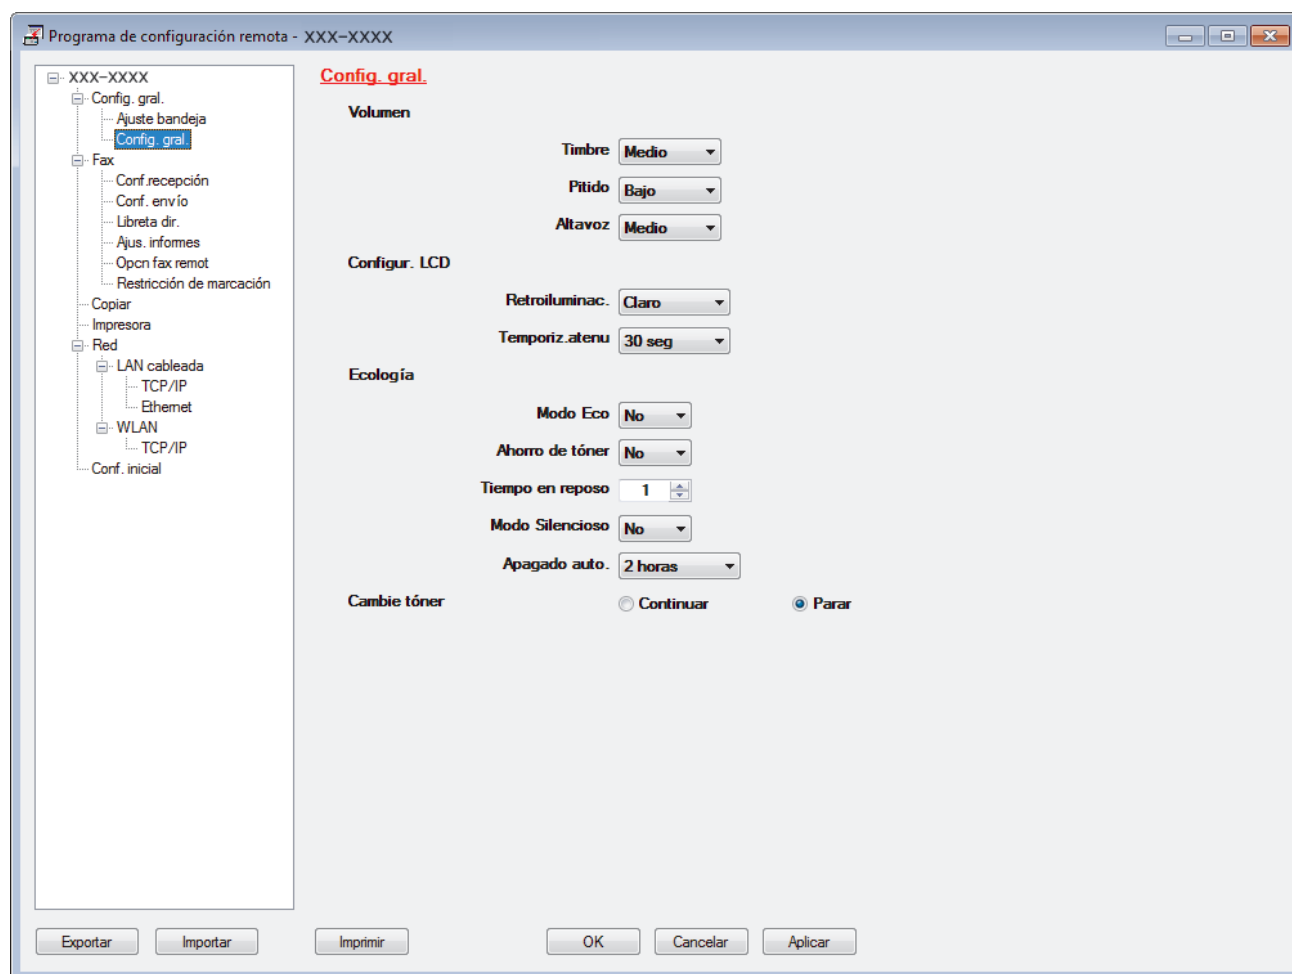 Programa de configuración remota - XXX-XXXX
XXX-XXXX
Config. gral.
Ajuste bandeja
Config. gral.
Fax
Conf.recepción
Conf. envío
Libreta dir.
Ajus. informes
Opcn fax remot
Restricción de marcación
Copiar
Impresora
Red
LAN cableada
TCP/IP
Ethernet
WLAN
TCP/IP
Conf. inicial
Config. gral.
Volumen
Timbre Medio
Pitido Bajo
Altavoz Medio
Configur. LCD
Retroiluminac. Claro
Temporiz.atenu 30 seg
Ecología
Modo Eco No
Ahorro de tóner No
Tiempo en reposo 1
Modo Silencioso No
Apagado auto. 2 horas
Cambie tóner Continuar Parar
Exportar Importar Imprimir OK Cancelar Aplicar